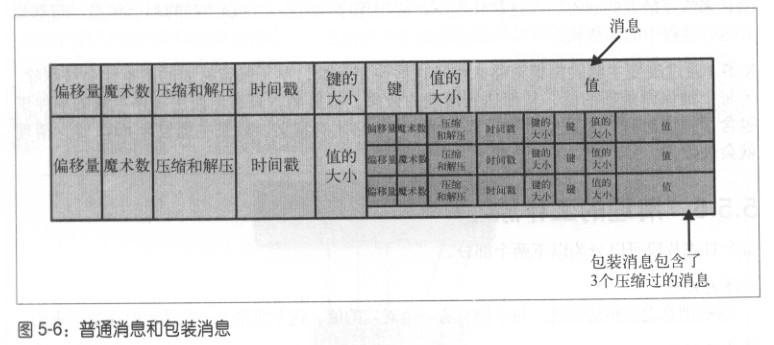 消息
偏移量 魔术数 压缩和解压 时间戳 键的大小 键 值的大小 值
偏移量 魔术数 压缩和解压 时间戳 值的大小
偏移量 魔术数 压缩和解压 时间戳 键的大小 键 值的大小 值
偏移量 魔术数 压缩和解压 时间戳 键的大小 键 值的大小 值
偏移量 魔术数 压缩和解压 时间戳 键的大小 键 值的大小 值
包装消息包含了
3个压缩过的消息
图 5-6：普通消息和包装消息